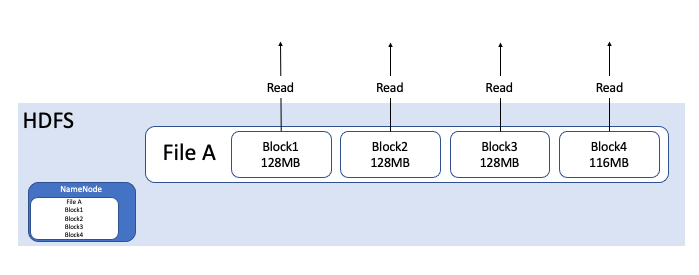 Read Read Read Read
HDFS
File A
Block1 Block2 Block3 Block4
128MB 128MB 128MB 116MB
NameNode
File A
Block1
Block2
Block3
Block4